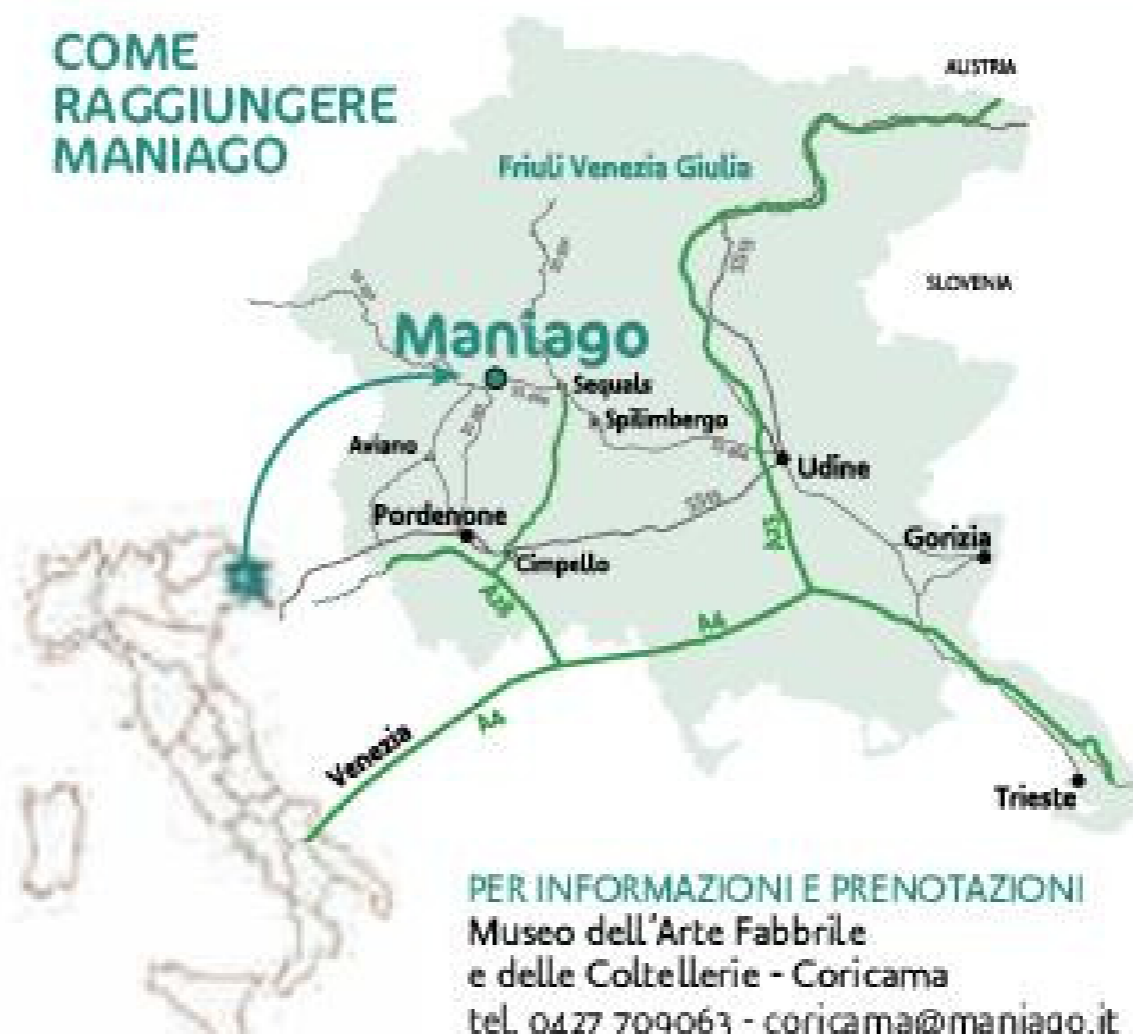 COME
RAGGIUNGERE
MANIAGO
AUSTRIA
Friuli Venezia Giulia
SLOVENIA
Maniago
Sequals
Spilimbergo
Aviano
Udine
Pordenone
Gorizia
Cimpello
A23
A28
A4
A4
Venezia
Trieste
PER INFORMAZIONI E PRENOTAZIONI
Museo dell'Arte Fabbrile
e delle Coltellerie - Coricama
tel. 0427 709063 - coricama@maniago.it